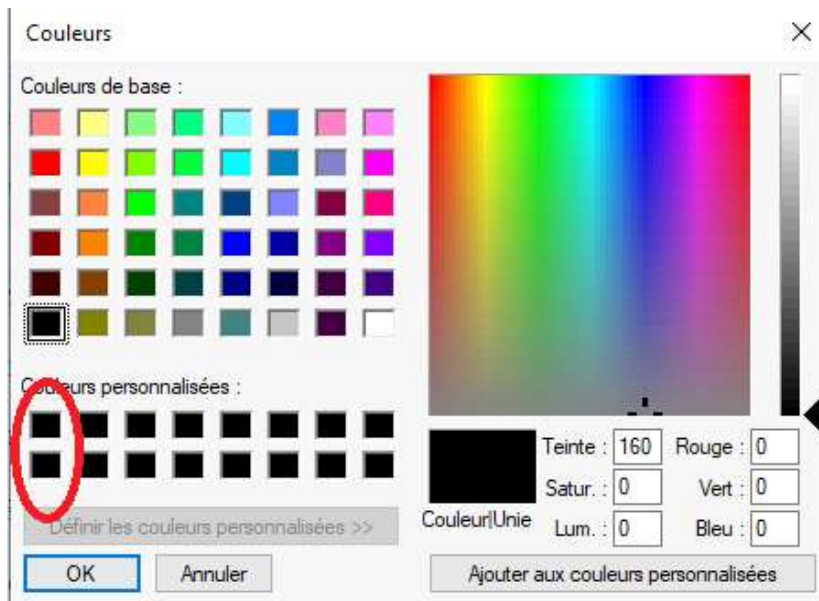 Couleurs
Couleurs de base :
Couleurs personnalisées :
Définir les couleurs personnalisées >>
OK Annuler
Couleur|Unie
Teinte : 160 Rouge : 0
Satur. : 0 Vert : 0
Lum. : 0 Bleu : 0
Ajouter aux couleurs personnalisées